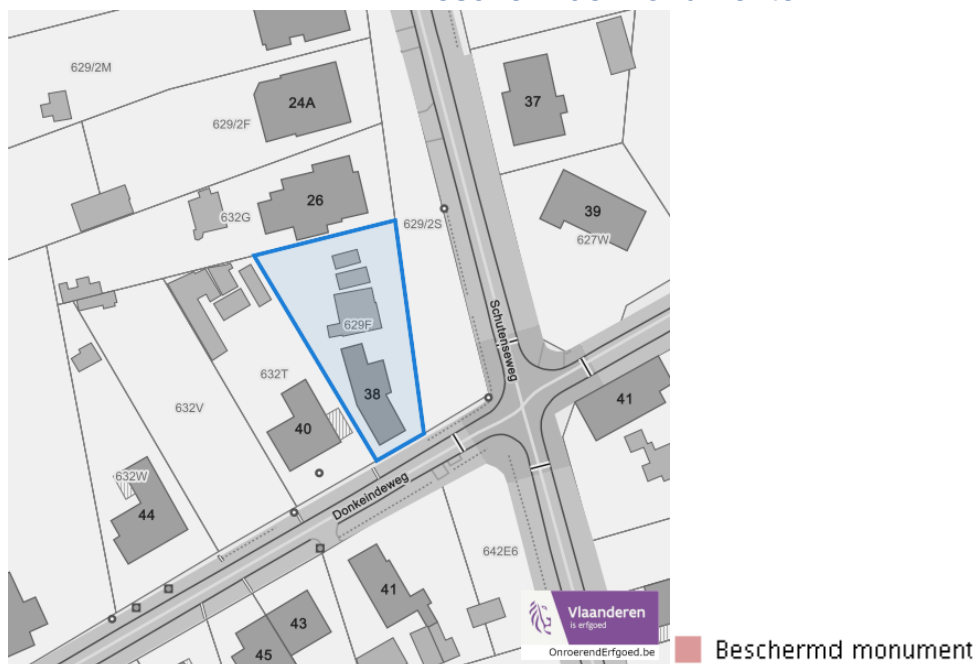 629/2M
24A
37
629/2F
26
39
632G
629/2S
627W
629F
Schutenseweg
632T
38
41
632V
40
632W
Donkeindeweg
44
642E6
41
43
45
Vlaanderen
is erfgoed
OnroerendErfgoed.be
Beschermd monument